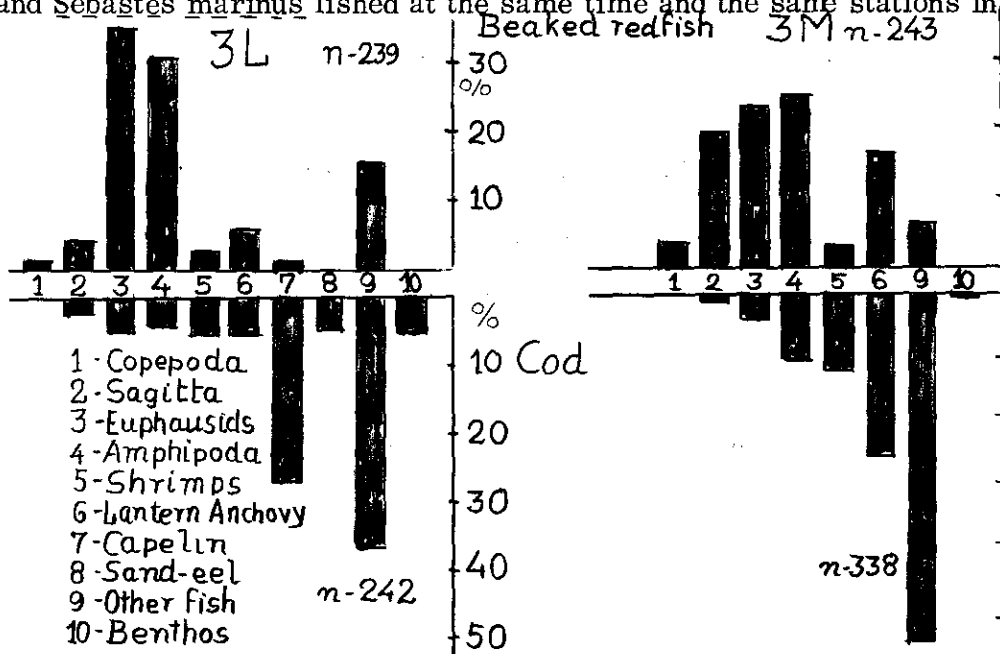 and Sebastes marinus fished at the same time and the same stations in
3L n-239 Beaked redfish 3M n-243
30
%
20
10
1 2 3 4 5 6 7 8 9 10 1 2 3 4 5 6 9 10
%
1-Copepoda 10 Cod
2-Sagitta
3-Euphausids 20
4-Amphipoda
5-Shrimps
6-Lantern Anchovy 30
7-Capelin
8-Sand-eel 40 n-338
9-Other fish n-242
10-Benthos 50